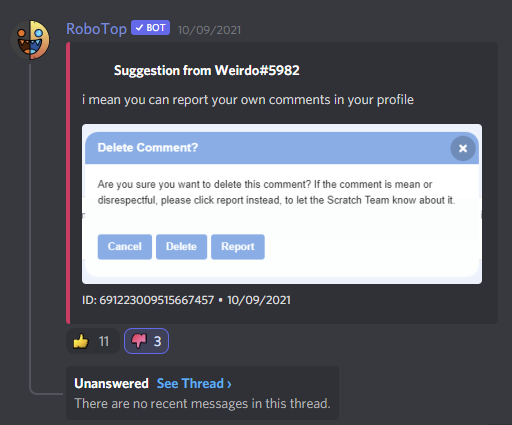 RoboTop ✓ BOT 10/09/2021
Suggestion from Weirdo#5982
i mean you can report your own comments in your profile
Delete Comment?
Are you sure you want to delete this comment? If the comment is mean or
disrespectful, please click report instead, to let the Scratch Team know about it.
Cancel Delete Report
ID: 691223009515667457 • 10/09/2021
👍 11 👎 3
Unanswered See Thread ›
There are no recent messages in this thread.